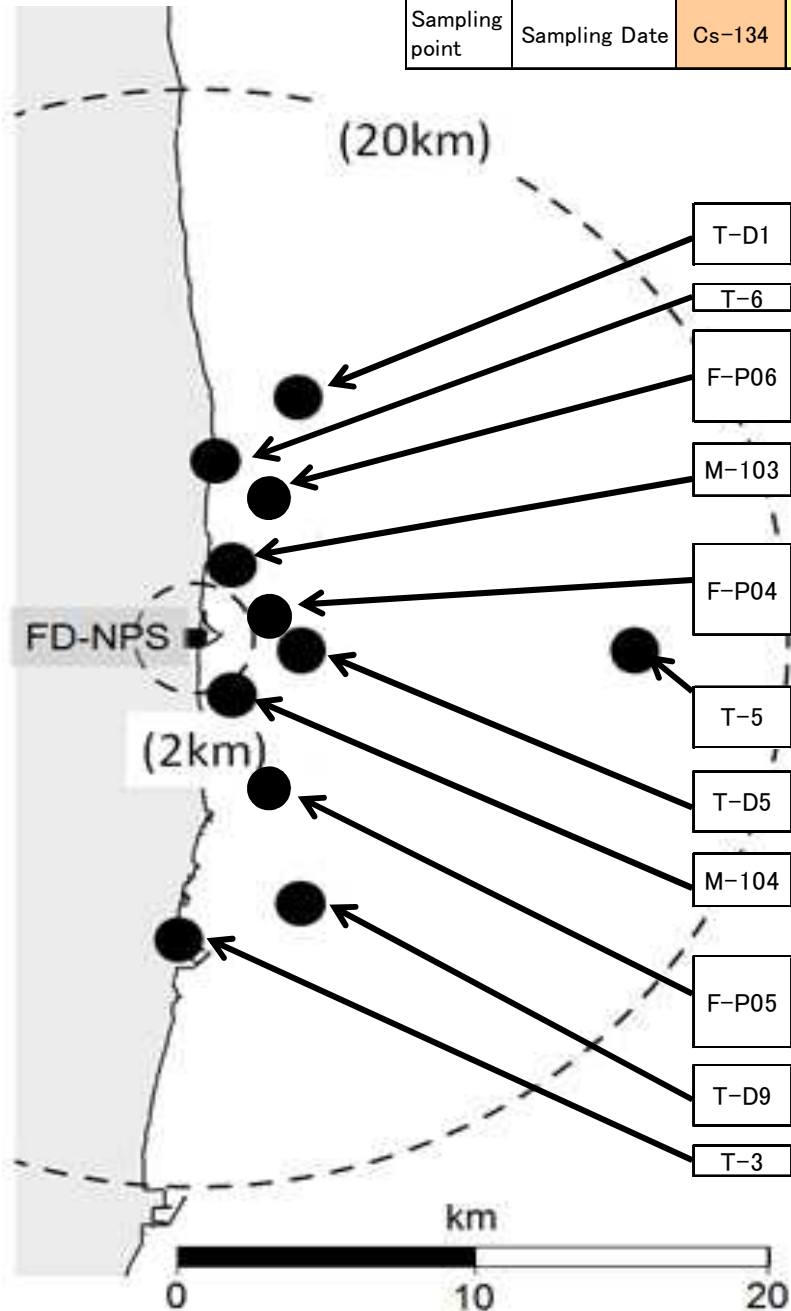 Sampling
point
Sampling Date
Cs-134
(20km)
T-D1
T-6
F-P06
M-103
F-P04
FD-NPS
T-5
(2km)
T-D5
M-104
F-P05
T-D9
T-3
km
0
10
20